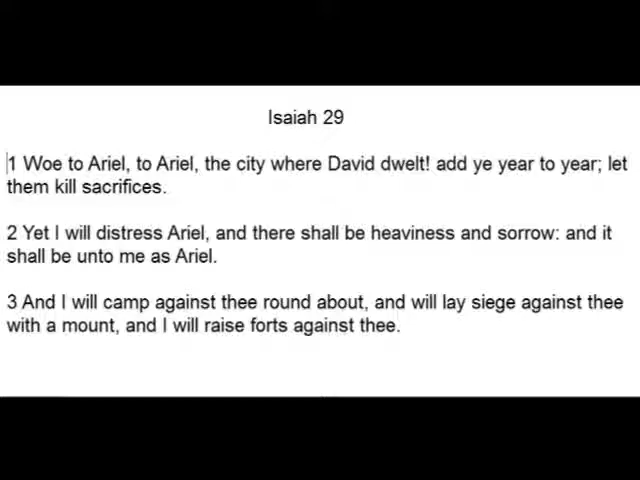 Isaiah 29
1 Woe to Ariel, to Ariel, the city where David dwelt! add ye year to year; let
them kill sacrifices.
2 Yet I will distress Ariel, and there shall be heaviness and sorrow: and it
shall be unto me as Ariel.
3 And I will camp against thee round about, and will lay siege against thee
with a mount, and I will raise forts against thee.